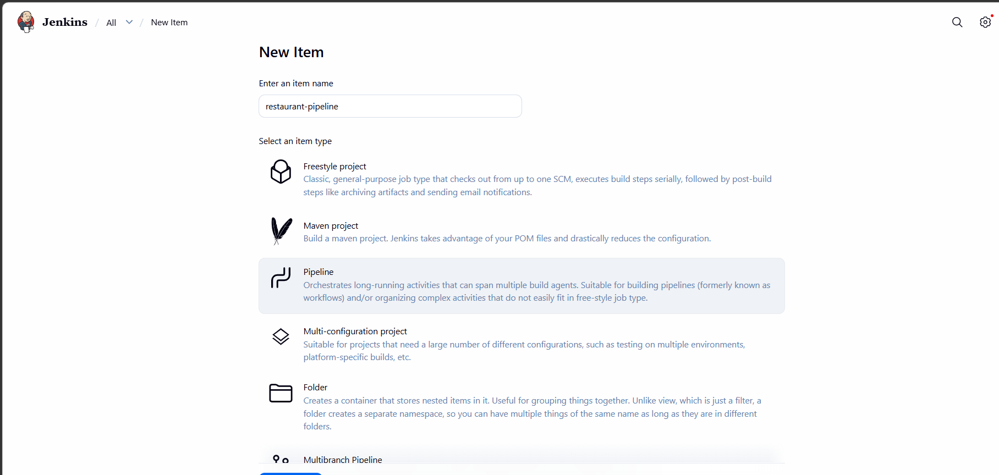 Jenkins / All / New Item
New Item
Enter an item name
restaurant-pipeline
Select an item type
Freestyle project
Classic, general-purpose job type that checks out from up to one SCM, executes build steps serially, followed by post-build
steps like archiving artifacts and sending email notifications.
Maven project
Build a maven project. Jenkins takes advantage of your POM files and drastically reduces the configuration.
Pipeline
Orchestrates long-running activities that can span multiple build agents. Suitable for building pipelines (formerly known as
workflows) and/or organizing complex activities that do not easily fit in free-style job type.
Multi-configuration project
Suitable for projects that need a large number of different configurations, such as testing on multiple environments,
platform-specific builds, etc.
Folder
Creates a container that stores nested items in it. Useful for grouping things together. Unlike view, which is just a filter, a
folder creates a separate namespace, so you can have multiple things of the same name as long as they are in different
folders.
Multibranch Pipeline